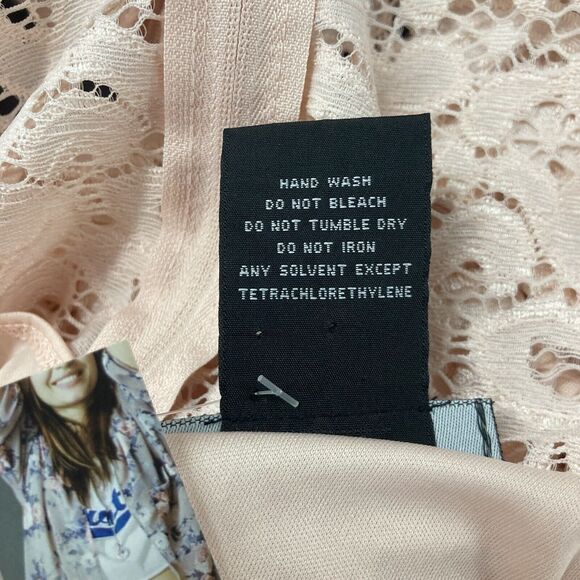 HAND WASH
DO NOT BLEACH
DO NOT TUMBLE DRY
DO NOT IRON
ANY SOLVENT EXCEPT
TETRACHLORETHYLENE